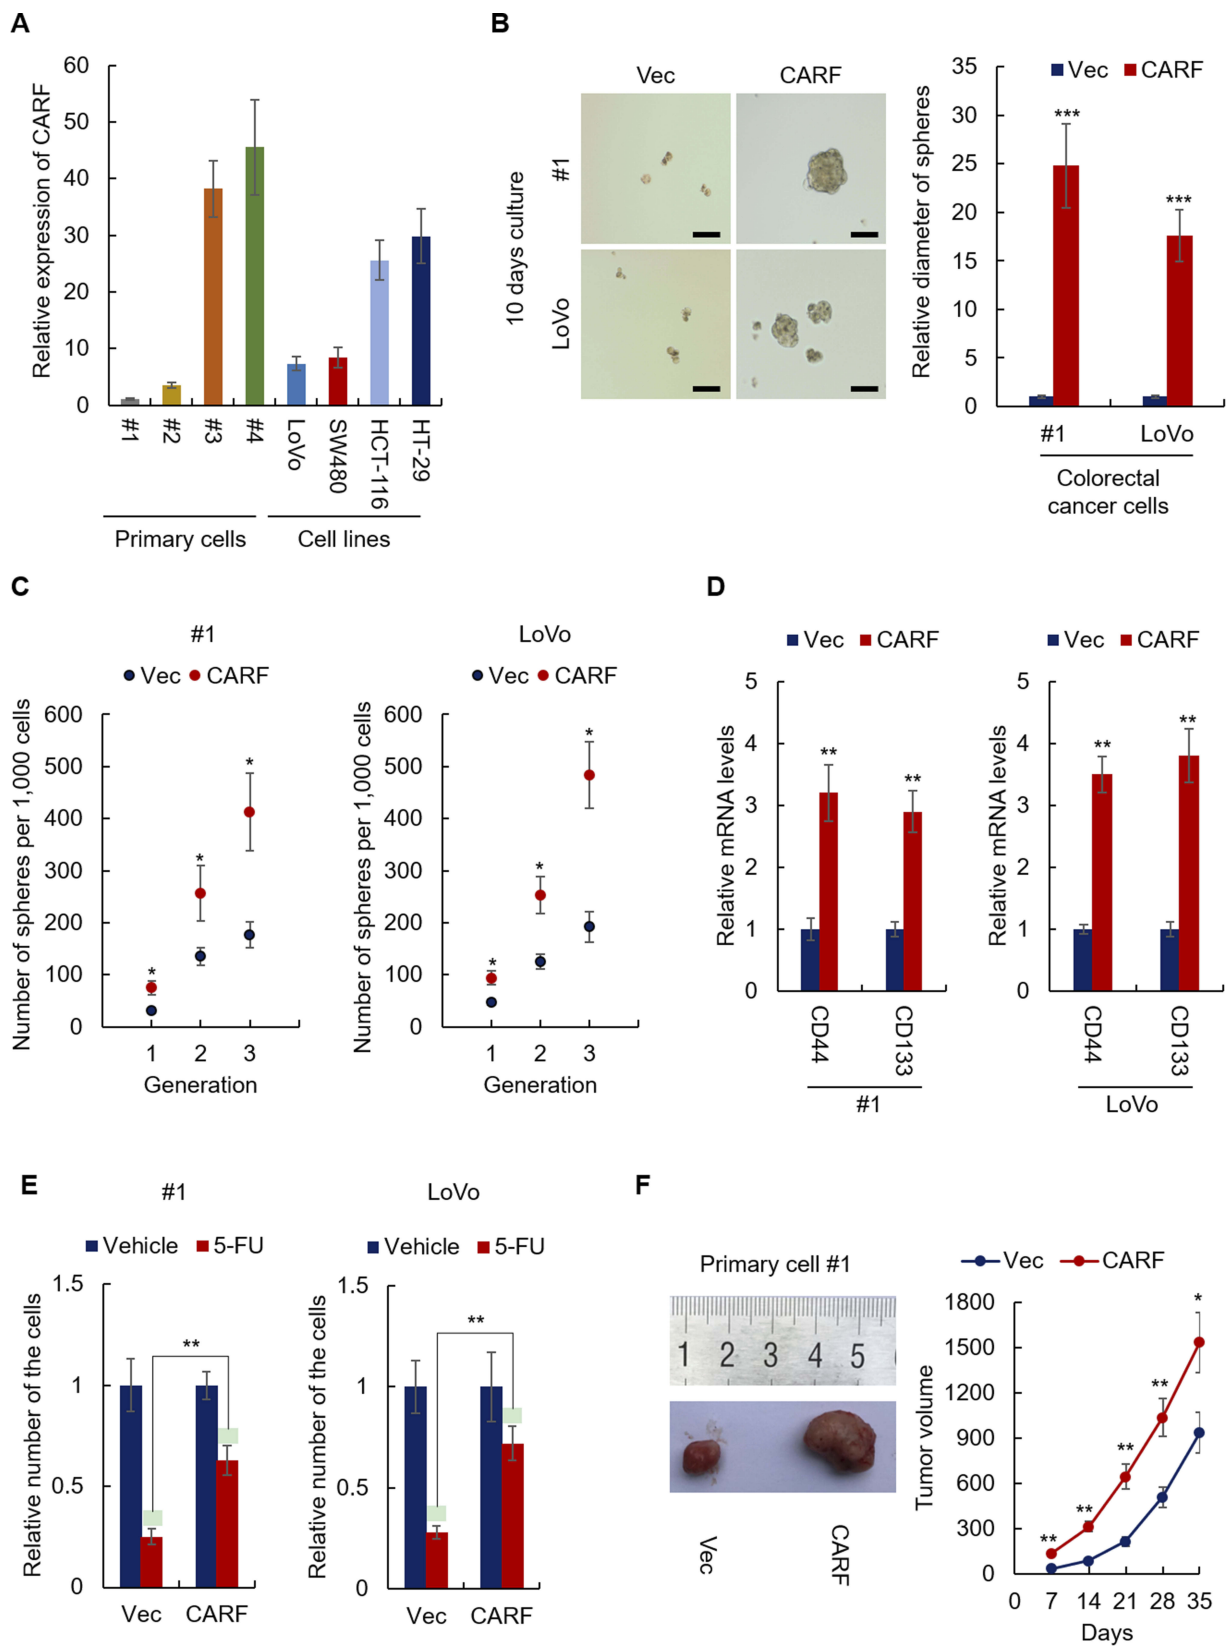 A
Relative expression of CARF
60
50
40
30
20
10
0
#1
#2
#3
#4
LoVo
SW480
HCT-116
HT-29
Primary cells
Cell lines
B
Vec
CARF
10 days culture
#1
LoVo
Relative diameter of spheres
Vec CARF
35
30
25
20
15
10
5
0
***
***
#1
LoVo
Colorectal
cancer cells
C
#1
Vec CARF
Number of spheres per 1,000 cells
600
500
400
300
200
100
0
*
*
*
1 2 3
Generation
LoVo
Vec CARF
Number of spheres per 1,000 cells
600
500
400
300
200
100
0
*
*
*
1 2 3
Generation
D
Vec CARF
Relative mRNA levels
5
4
3
2
1
0
**
**
CD44
CD133
#1
Vec CARF
Relative mRNA levels
5
4
3
2
1
0
**
**
CD44
CD133
LoVo
E
#1
Vehicle 5-FU
Relative number of the cells
1.5
1
0.5
0
**
Vec CARF
LoVo
Vehicle 5-FU
Relative number of the cells
1.5
1
0.5
0
**
Vec CARF
F
Primary cell #1
1 2 3 4 5
Vec
CARF
Vec CARF
Tumor volume
1800
1500
1200
900
600
300
0
**
**
**
**
*
0 7 14 21 28 35
Days